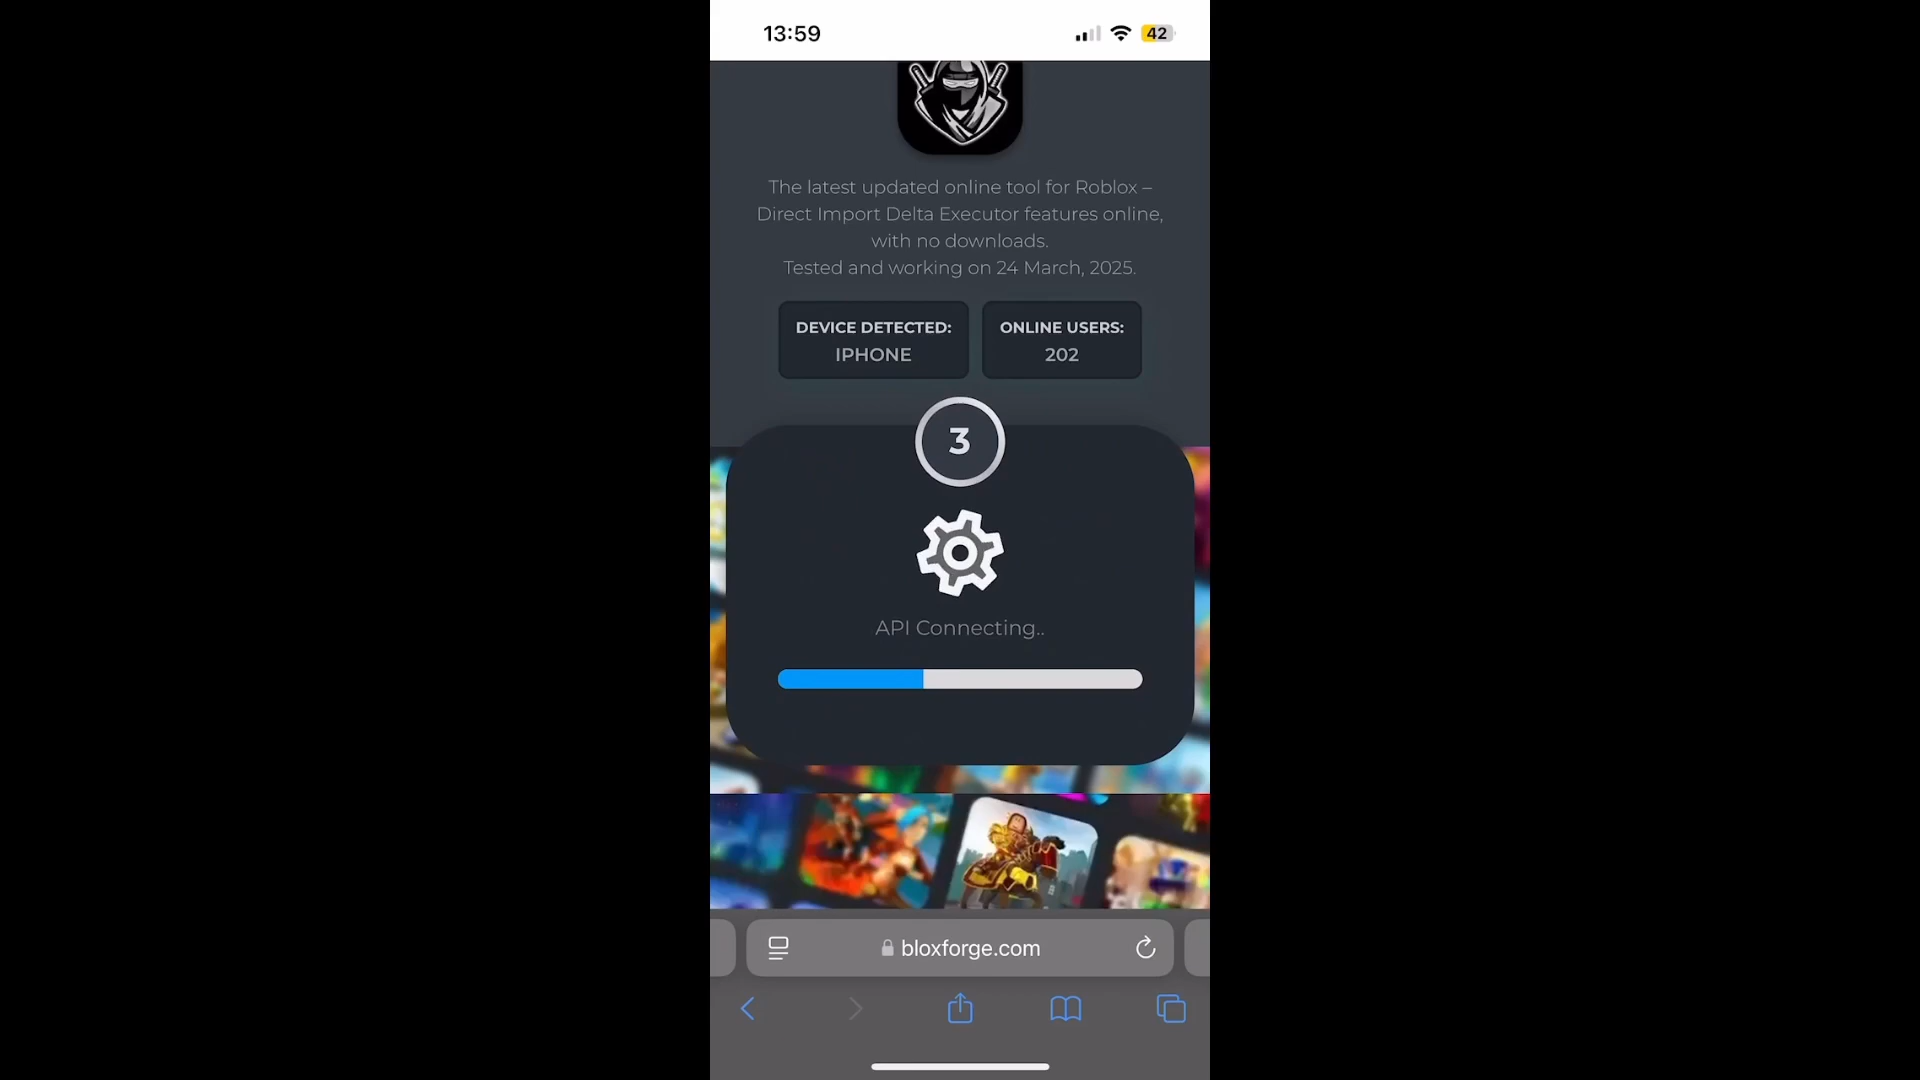 13:59
42
The latest updated online tool for Roblox –
Direct Import Delta Executor features online,
with no downloads.
Tested and working on 24 March, 2025.
DEVICE DETECTED:
IPHONE
ONLINE USERS:
202
3
API Connecting..
bloxforge.com